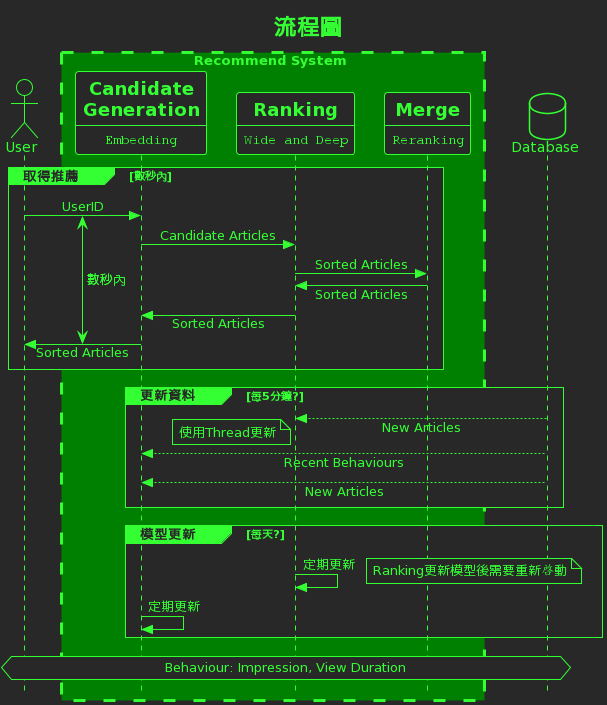 流程圖
Recommend System
Candidate
Generation
Embedding
Ranking
Wide and Deep
Merge
Reranking
User
Database
取得推薦 [數秒內]
UserID
Candidate Articles
Sorted Articles
Sorted Articles
數秒內
Sorted Articles
Sorted Articles
更新資料 [每5分鐘?]
New Articles
使用Thread更新
Recent Behaviours
New Articles
模型更新 [每天?]
定期更新
Ranking更新模型後需要重新啓動
定期更新
Behaviour: Impression, View Duration